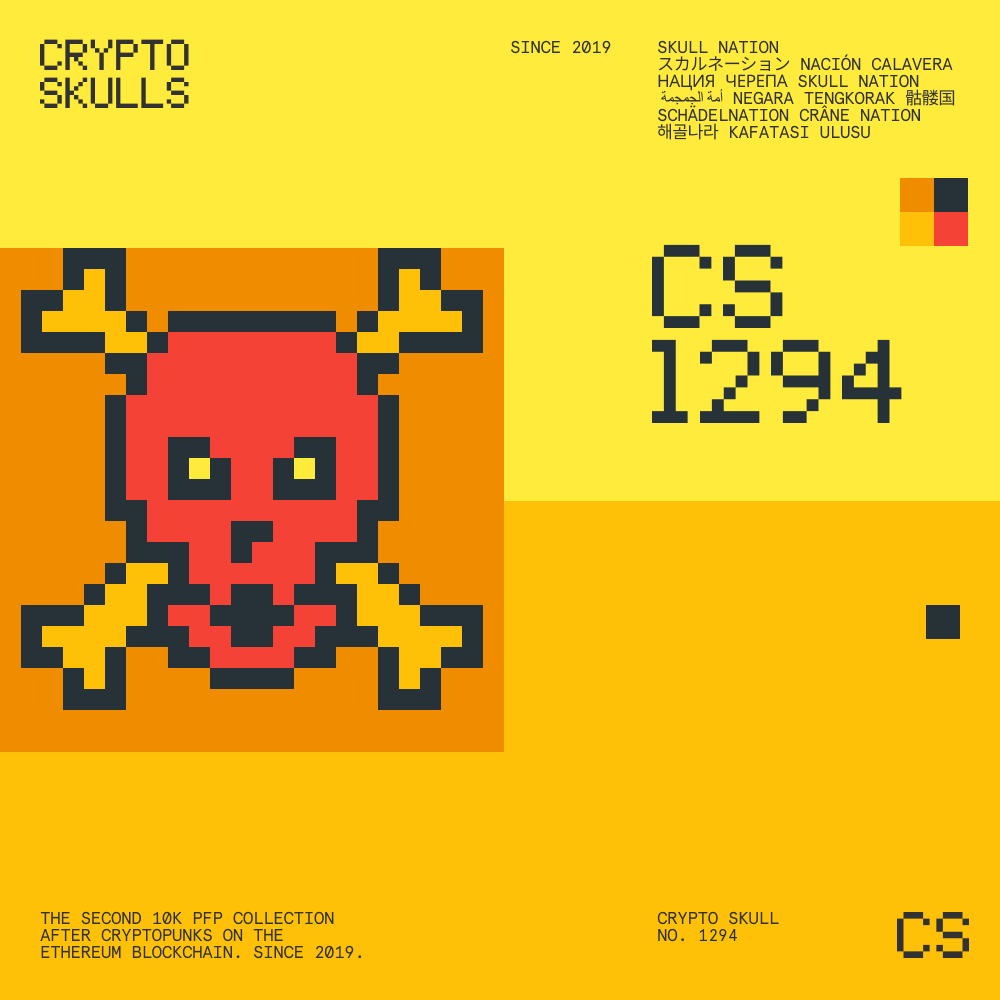 CRYPTO
SKULLS
SINCE 2019
SKULL NATION
スカルネーション NACIÓN CALAVERA
НАЦИЯ ЧЕРЕПА SKULL NATION
أمة الجمجمة NEGARA TENGKORAK 骷髅国
SCHÄDELNATION CRÂNE NATION
해골나라 KAFATASI ULUSU
CS
1294
THE SECOND 10K PFP COLLECTION
AFTER CRYPTOPUNKS ON THE
ETHEREUM BLOCKCHAIN. SINCE 2019.
CRYPTO SKULL
NO. 1294
CS